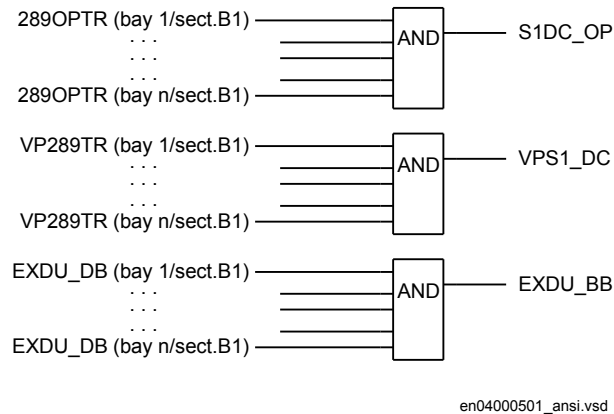 289OPTR (bay 1/sect.B1)
. . .
. . .
. . .
289OPTR (bay n/sect.B1)
AND
S1DC_OP
VP289TR (bay 1/sect.B1)
. . .
. . .
. . .
VP289TR (bay n/sect.B1)
AND
VPS1_DC
EXDU_DB (bay 1/sect.B1)
. . .
. . .
. . .
EXDU_DB (bay n/sect.B1)
AND
EXDU_BB
en04000501_ansi.vsd